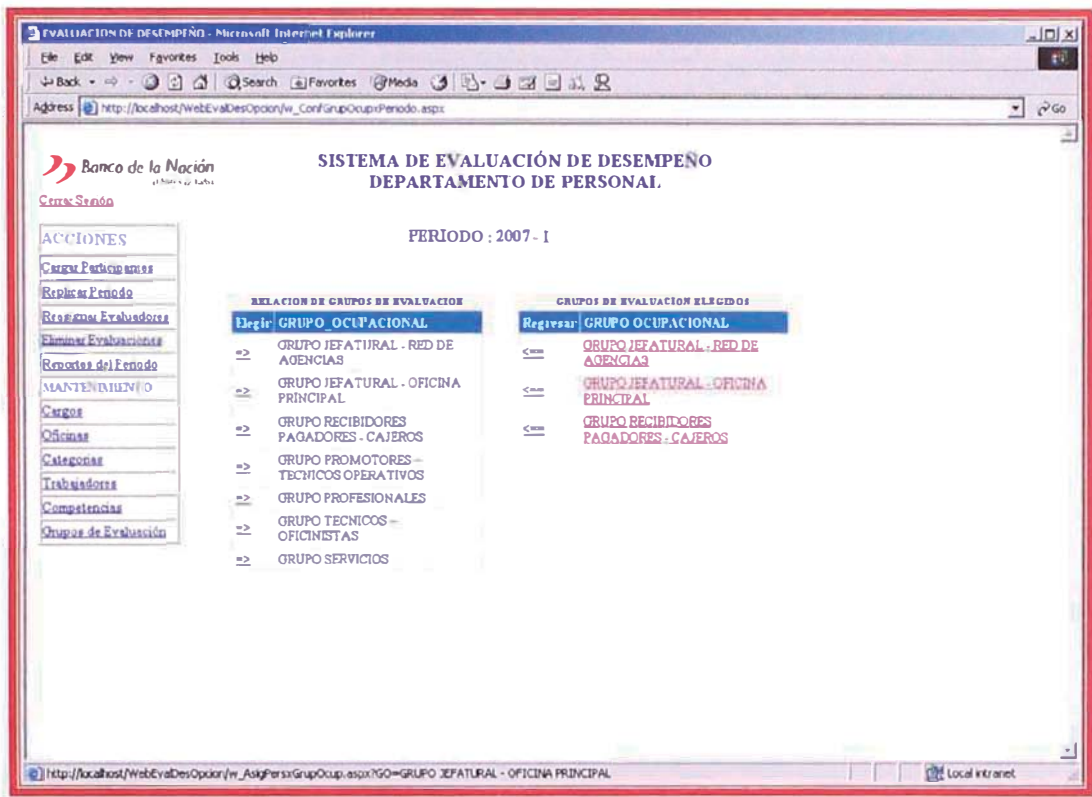 EVALUACION DE DESEMPEÑO - Microsoft Internet Explorer
File Edit View Favorites Tools Help
Back Search Favorites Media
Address http://localhost/WebEvalDesOpcion/w_ConfGrupOcupxPeriodo.aspx Go
Banco de la Nación
SISTEMA DE EVALUACIÓN DE DESEMPEÑO
DEPARTAMENTO DE PERSONAL
Cerrar Sesión
PERIODO : 2007 - I
ACCIONES
Cargar Participantes
Replicar Periodo
Reasignar Evaluadores
Eliminar Evaluaciones
Reportes del Periodo
MANTENIMIENTO
Cargos
Oficinas
Categorias
Trabajadores
Competencias
Grupos de Evaluación
RELACION DE GRUPOS DE EVALUACION
Elegir GRUPO_OCUPACIONAL
=> GRUPO JEFATURAL - RED DE
AGENCIAS
=> GRUPO JEFATURAL - OFICINA
PRINCIPAL
=> GRUPO RECIBIDORES
PAGADORES - CAJEROS
=> GRUPO PROMOTORES –
TECNICOS OPERATIVOS
=> GRUPO PROFESIONALES
=> GRUPO TECNICOS –
OFICINISTAS
=> GRUPO SERVICIOS
GRUPOS DE EVALUACION ELEGIDOS
Regresar GRUPO OCUPACIONAL
<== GRUPO JEFATURAL - RED DE
AGENCIAS
<== GRUPO JEFATURAL - OFICINA
PRINCIPAL
<== GRUPO RECIBIDORES
PAGADORES - CAJEROS
http://localhost/WebEvalDesOpcion/w_AsigPersxGrupOcup.aspx?GO=GRUPO JEFATURAL - OFICINA PRINCIPAL
Local intranet